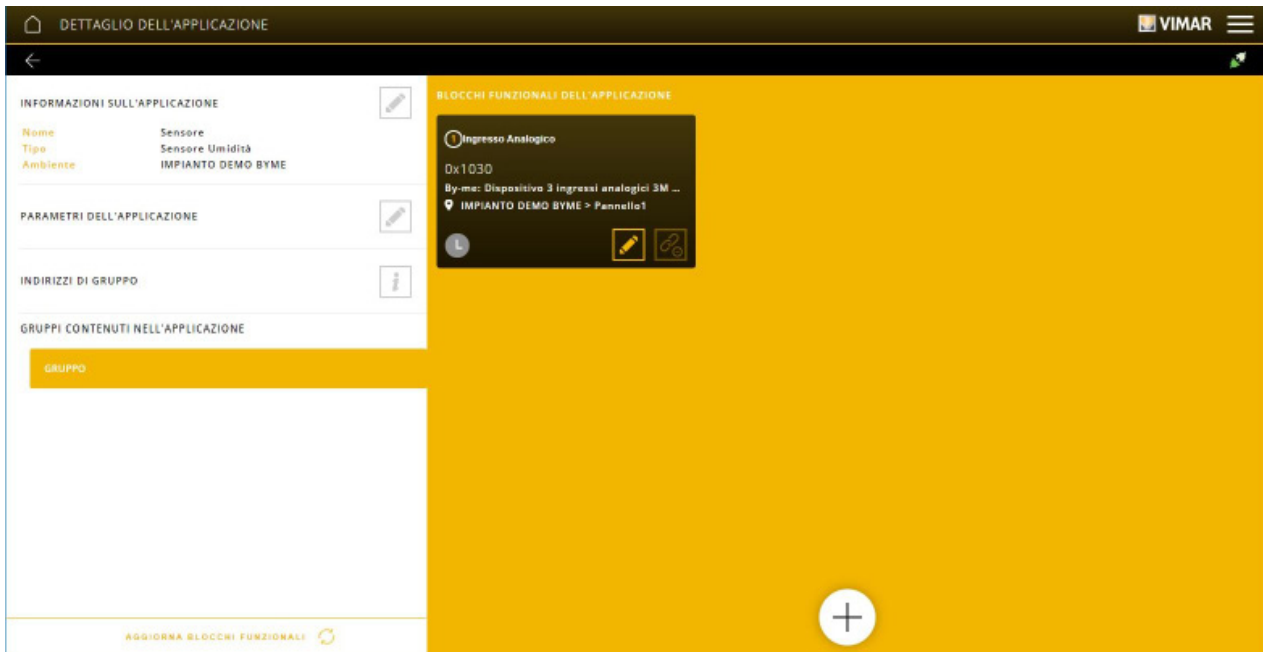 DETTAGLIO DELL'APPLICAZIONE
VIMAR
INFORMAZIONI SULL'APPLICAZIONE
Nome Sensore
Tipo Sensore Umidità
Ambiente IMPIANTO DEMO BYME
PARAMETRI DELL'APPLICAZIONE
INDIRIZZI DI GRUPPO
i
GRUPPI CONTENUTI NELL'APPLICAZIONE
GRUPPO
AGGIORNA BLOCCHI FUNZIONALI
BLOCCHI FUNZIONALI DELL'APPLICAZIONE
1 Ingresso Analogico
0x1030
By-me: Dispositivo 3 ingressi analogici 3M ...
IMPIANTO DEMO BYME > Pannello1
L